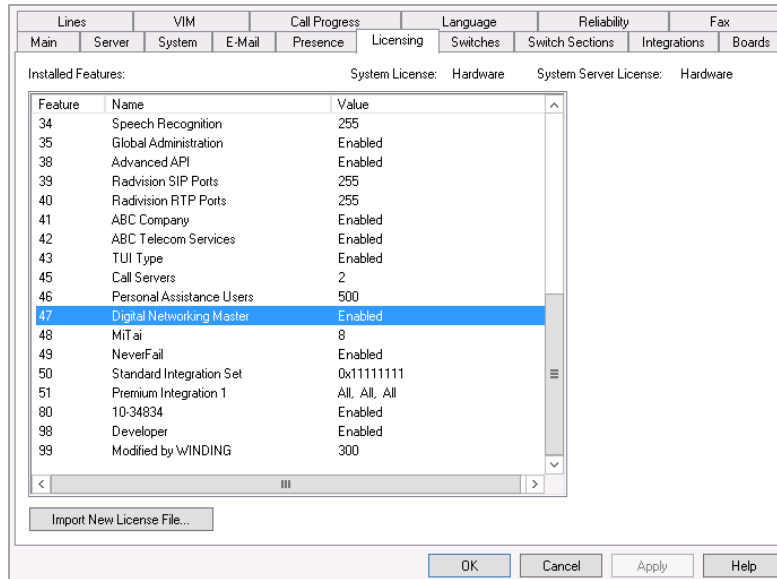 Lines VIM Call Progress Language Reliability Fax
Main Server System E-Mail Presence Licensing Switches Switch Sections Integrations Boards
Installed Features: System License: Hardware System Server License: Hardware
Feature Name Value
34 Speech Recognition 255
35 Global Administration Enabled
38 Advanced API Enabled
39 Radvision SIP Ports 255
40 Radivision RTP Ports 255
41 ABC Company Enabled
42 ABC Telecom Services Enabled
43 TUI Type Enabled
45 Call Servers 2
46 Personal Assistance Users 500
47 Digital Networking Master Enabled
48 MiTai 8
49 NeverFail Enabled
50 Standard Integration Set 0x11111111
51 Premium Integration 1 All, All, All
80 10-34834 Enabled
98 Developer Enabled
99 Modified by WINDING 300
Import New License File...
OK Cancel Apply Help